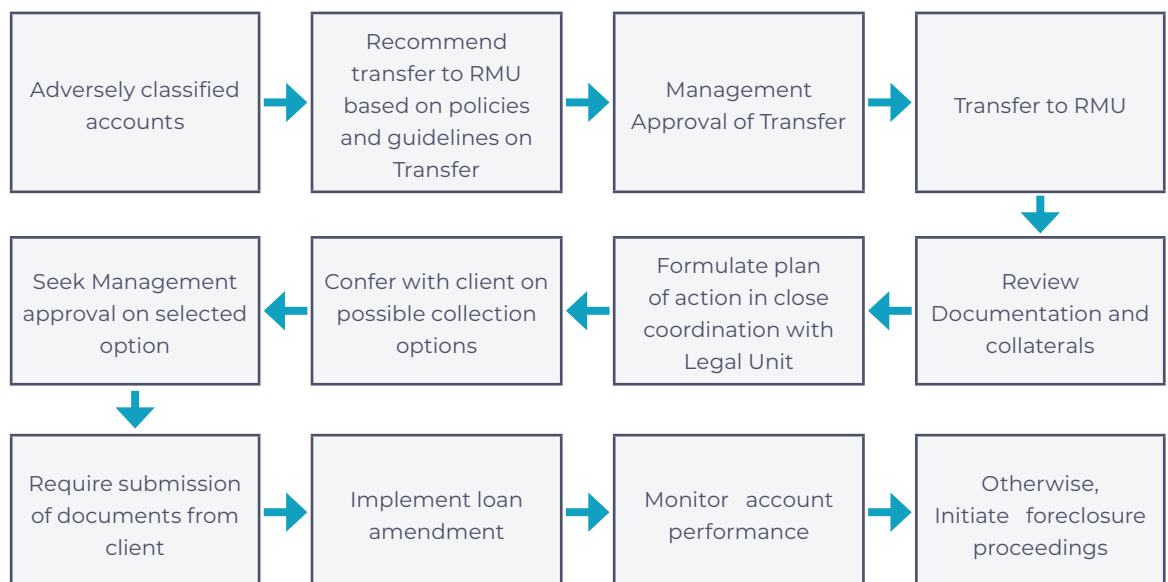 Adversely classified
accounts
Recommend
transfer to RMU
based on policies
and guidelines on
Transfer
Management
Approval of Transfer
Transfer to RMU
Review
Documentation and
collaterals
Formulate plan
of action in close
coordination with
Legal Unit
Confer with client on
possible collection
options
Seek Management
approval on selected
option
Require submission
of documents from
client
Implement loan
amendment
Monitor account
performance
Otherwise,
Initiate foreclosure
proceedings